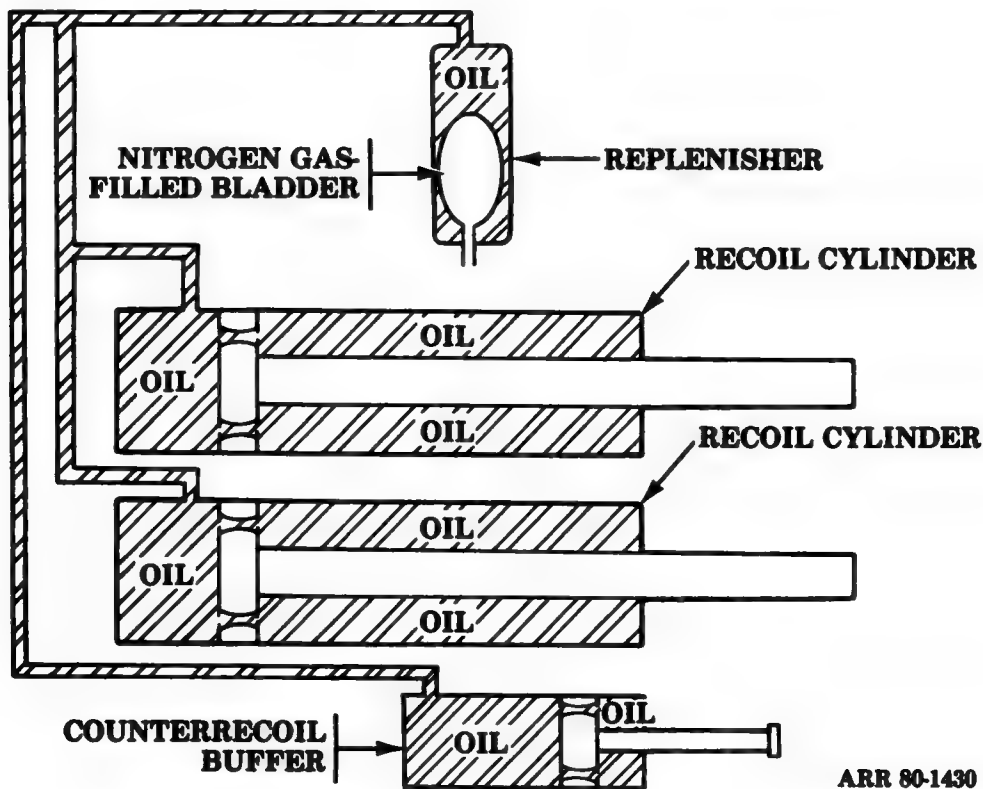 OIL
NITROGEN GAS-
FILLED BLADDER
REPLENISHER
RECOIL CYLINDER
OIL
OIL
OIL
RECOIL CYLINDER
OIL
OIL
OIL
COUNTERRECOIL
BUFFER
OIL
OIL
ARR 80-1430